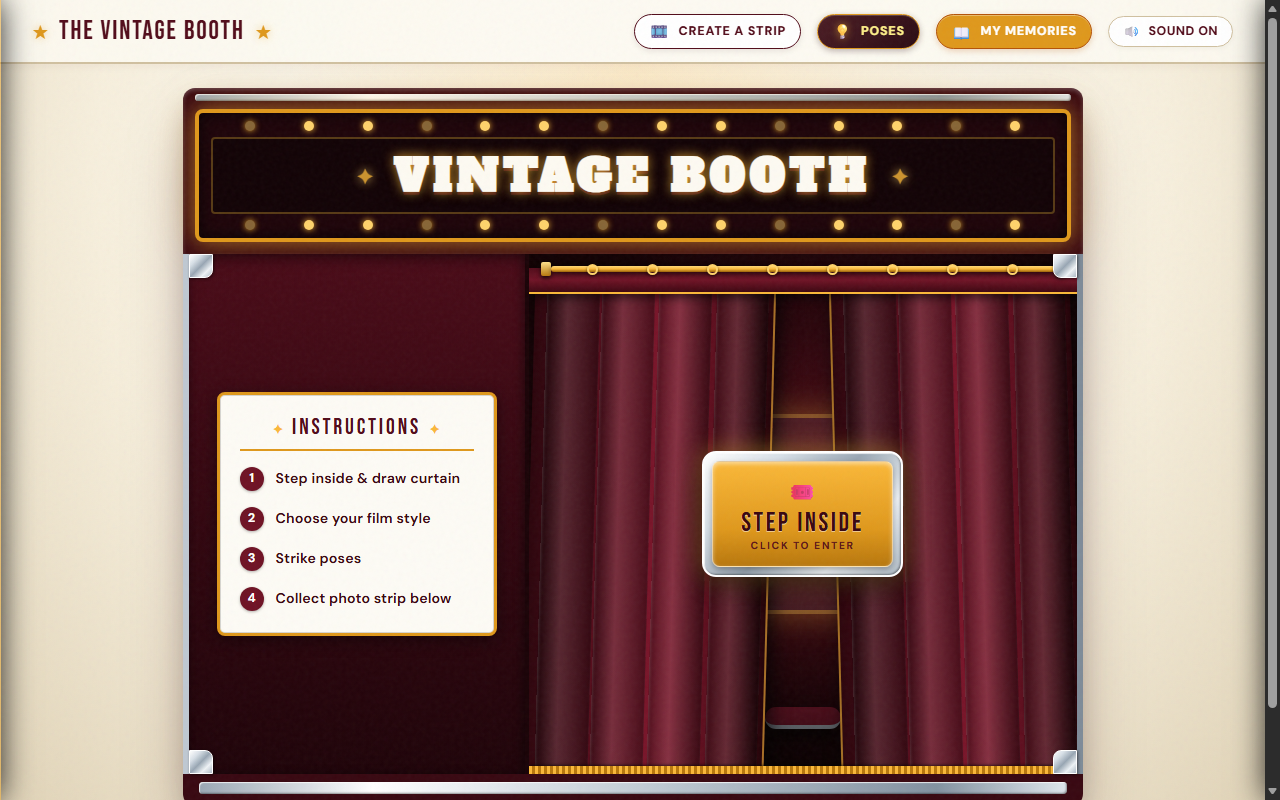 THE VINTAGE BOOTH
CREATE A STRIP
POSES
MY MEMORIES
SOUND ON
VINTAGE BOOTH
INSTRUCTIONS
1 Step inside & draw curtain
2 Choose your film style
3 Strike poses
4 Collect photo strip below
STEP INSIDE
CLICK TO ENTER